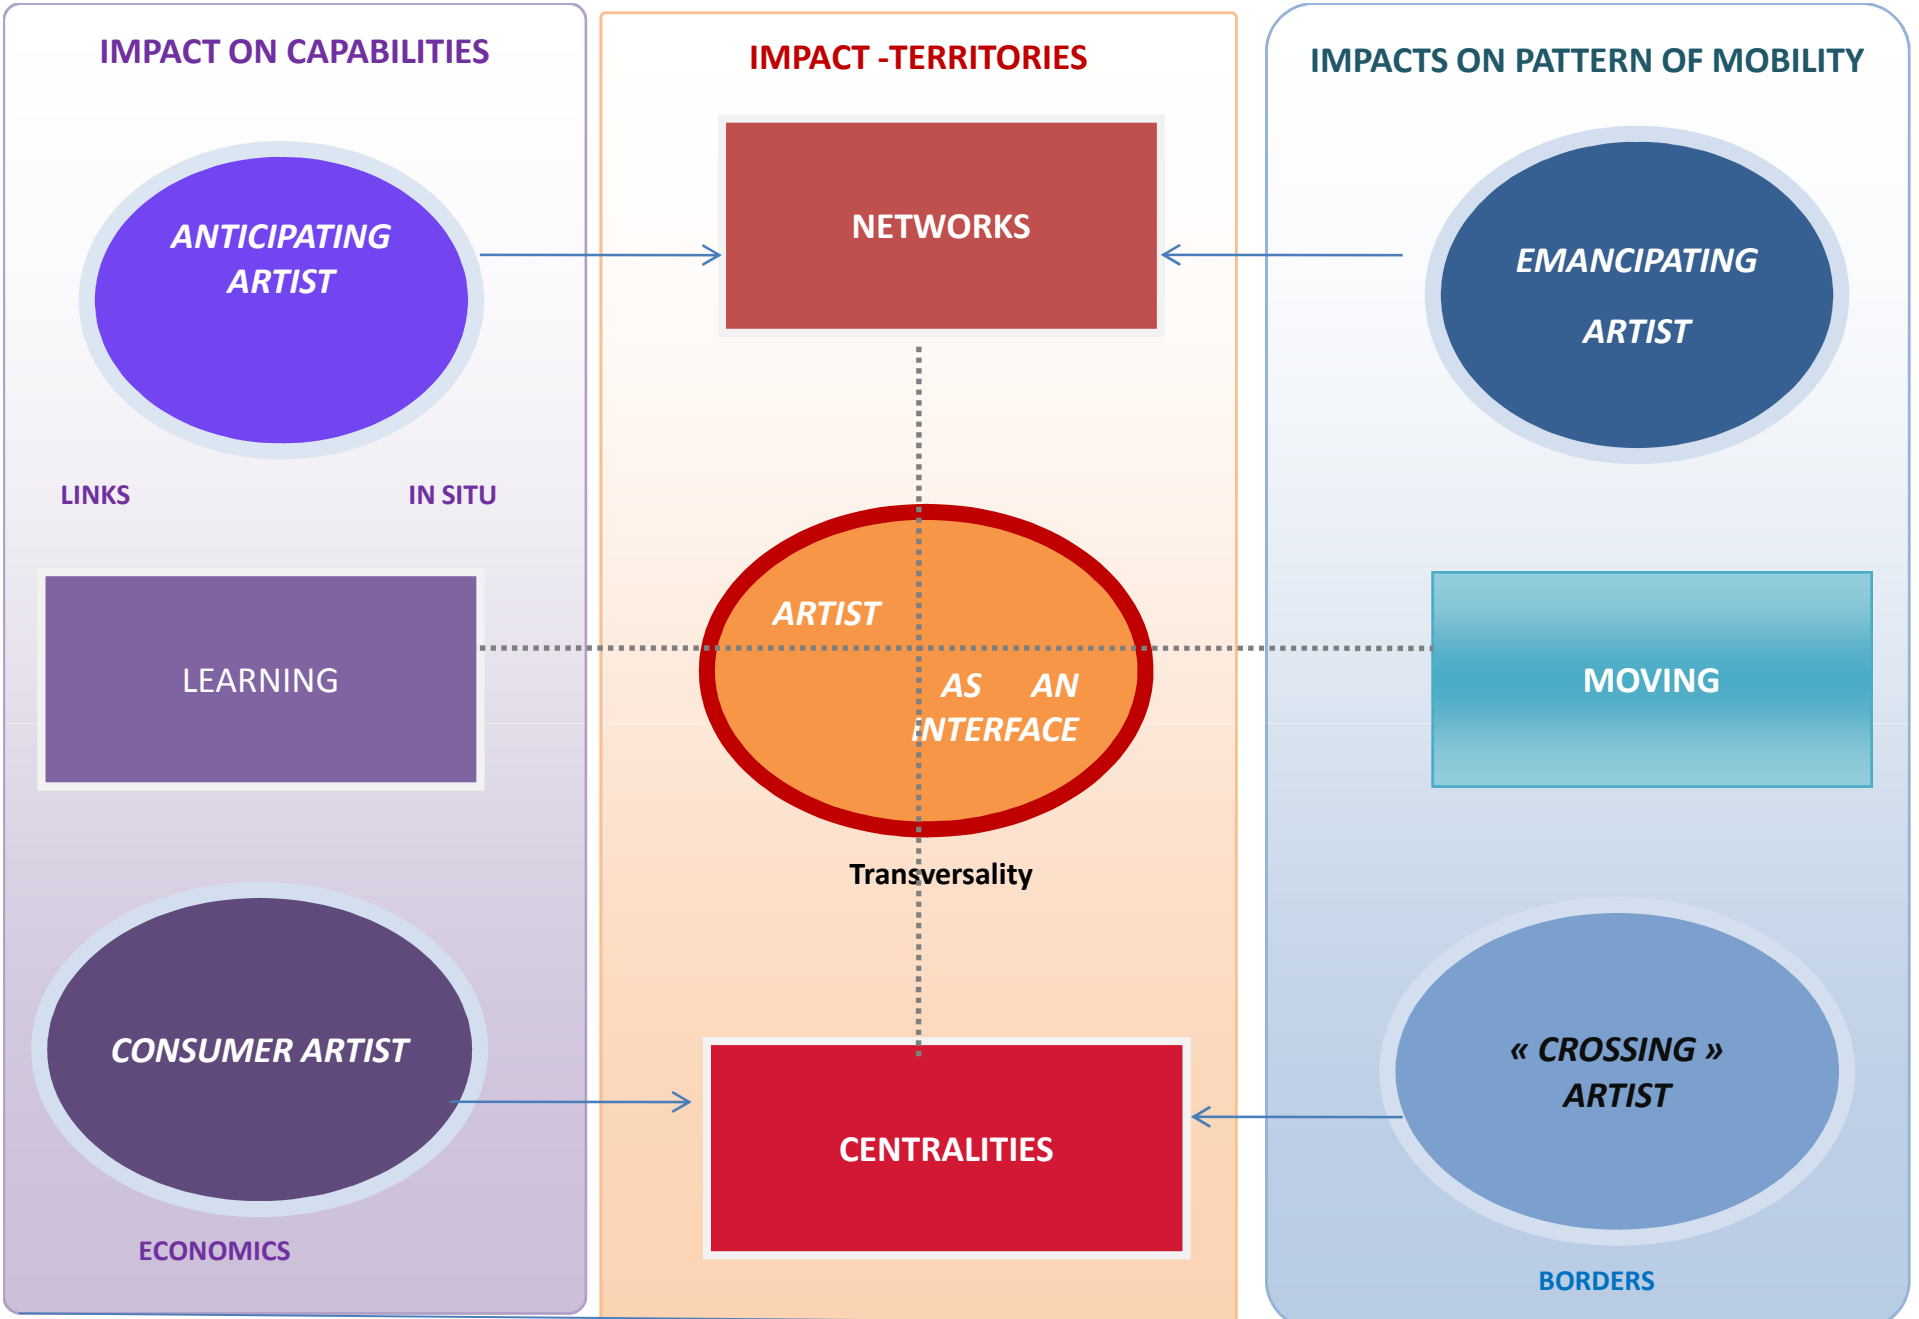 IMPACT ON CAPABILITIES
ANTICIPATING
ARTIST
LINKS
IN SITU
LEARNING
CONSUMER ARTIST
ECONOMICS
IMPACT -TERRITORIES
NETWORKS
ARTIST
AS AN
INTERFACE
Transversality
CENTRALITIES
IMPACTS ON PATTERN OF MOBILITY
EMANCIPATING
ARTIST
MOVING
« CROSSING »
ARTIST
BORDERS